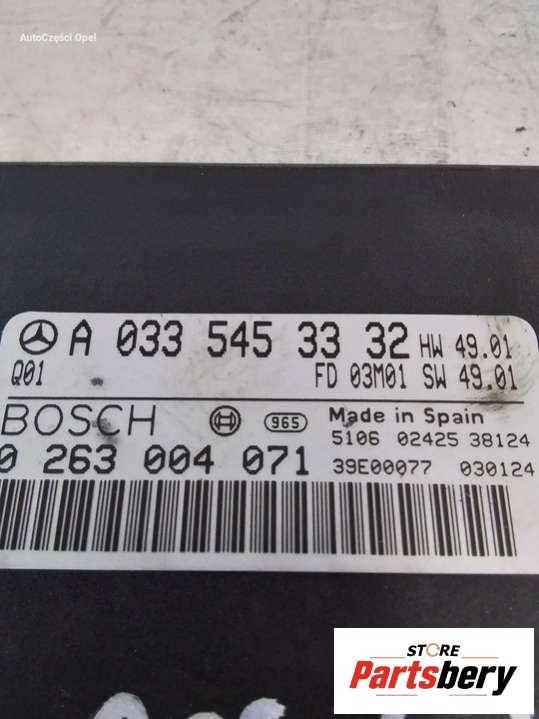 AutoCzęści Opel
A 033 545 33 32 HW 49.01
Q01 FD 03M01 SW 49.01
BOSCH 965 Made in Spain
5106 02425 38124
0 263 004 071 39E00077 030124
STORE
Partsbery